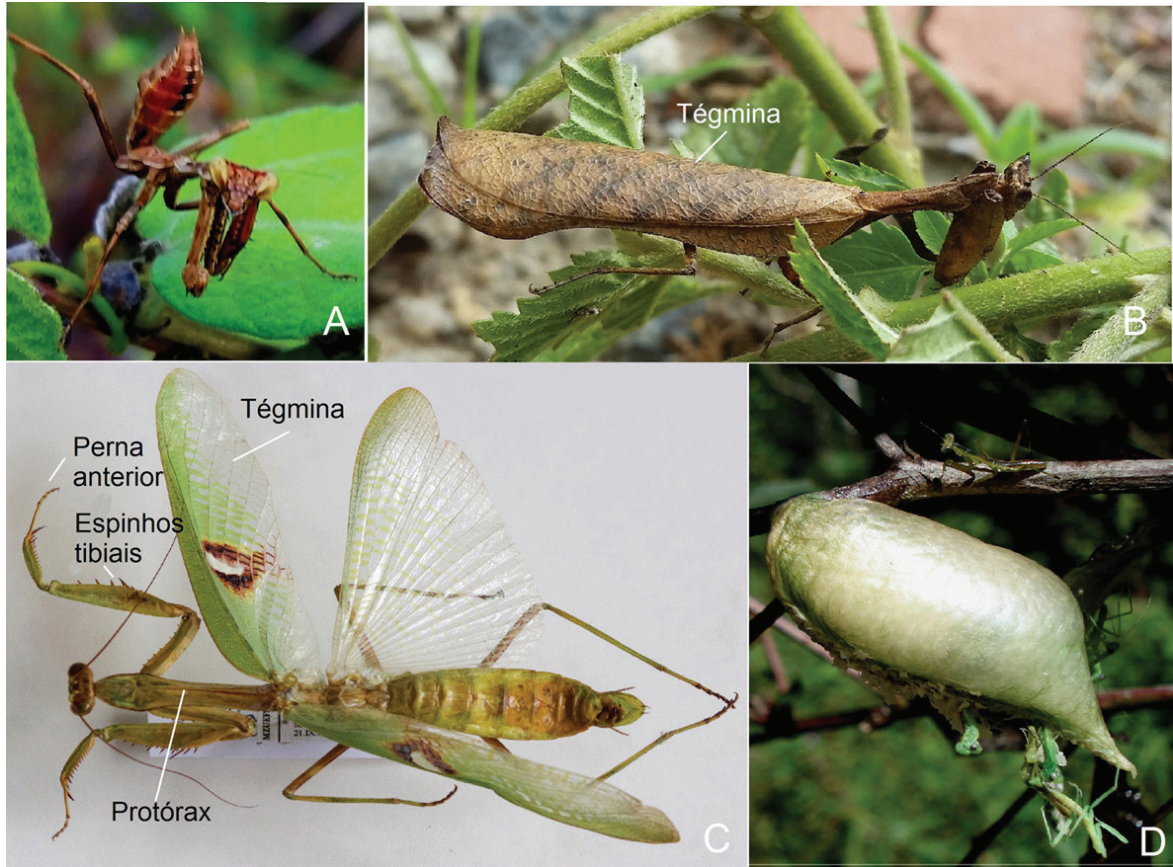 A
Tégmina
B
Tégmina
Perna
anterior
Espinhos
tibiais
Protórax
C
D